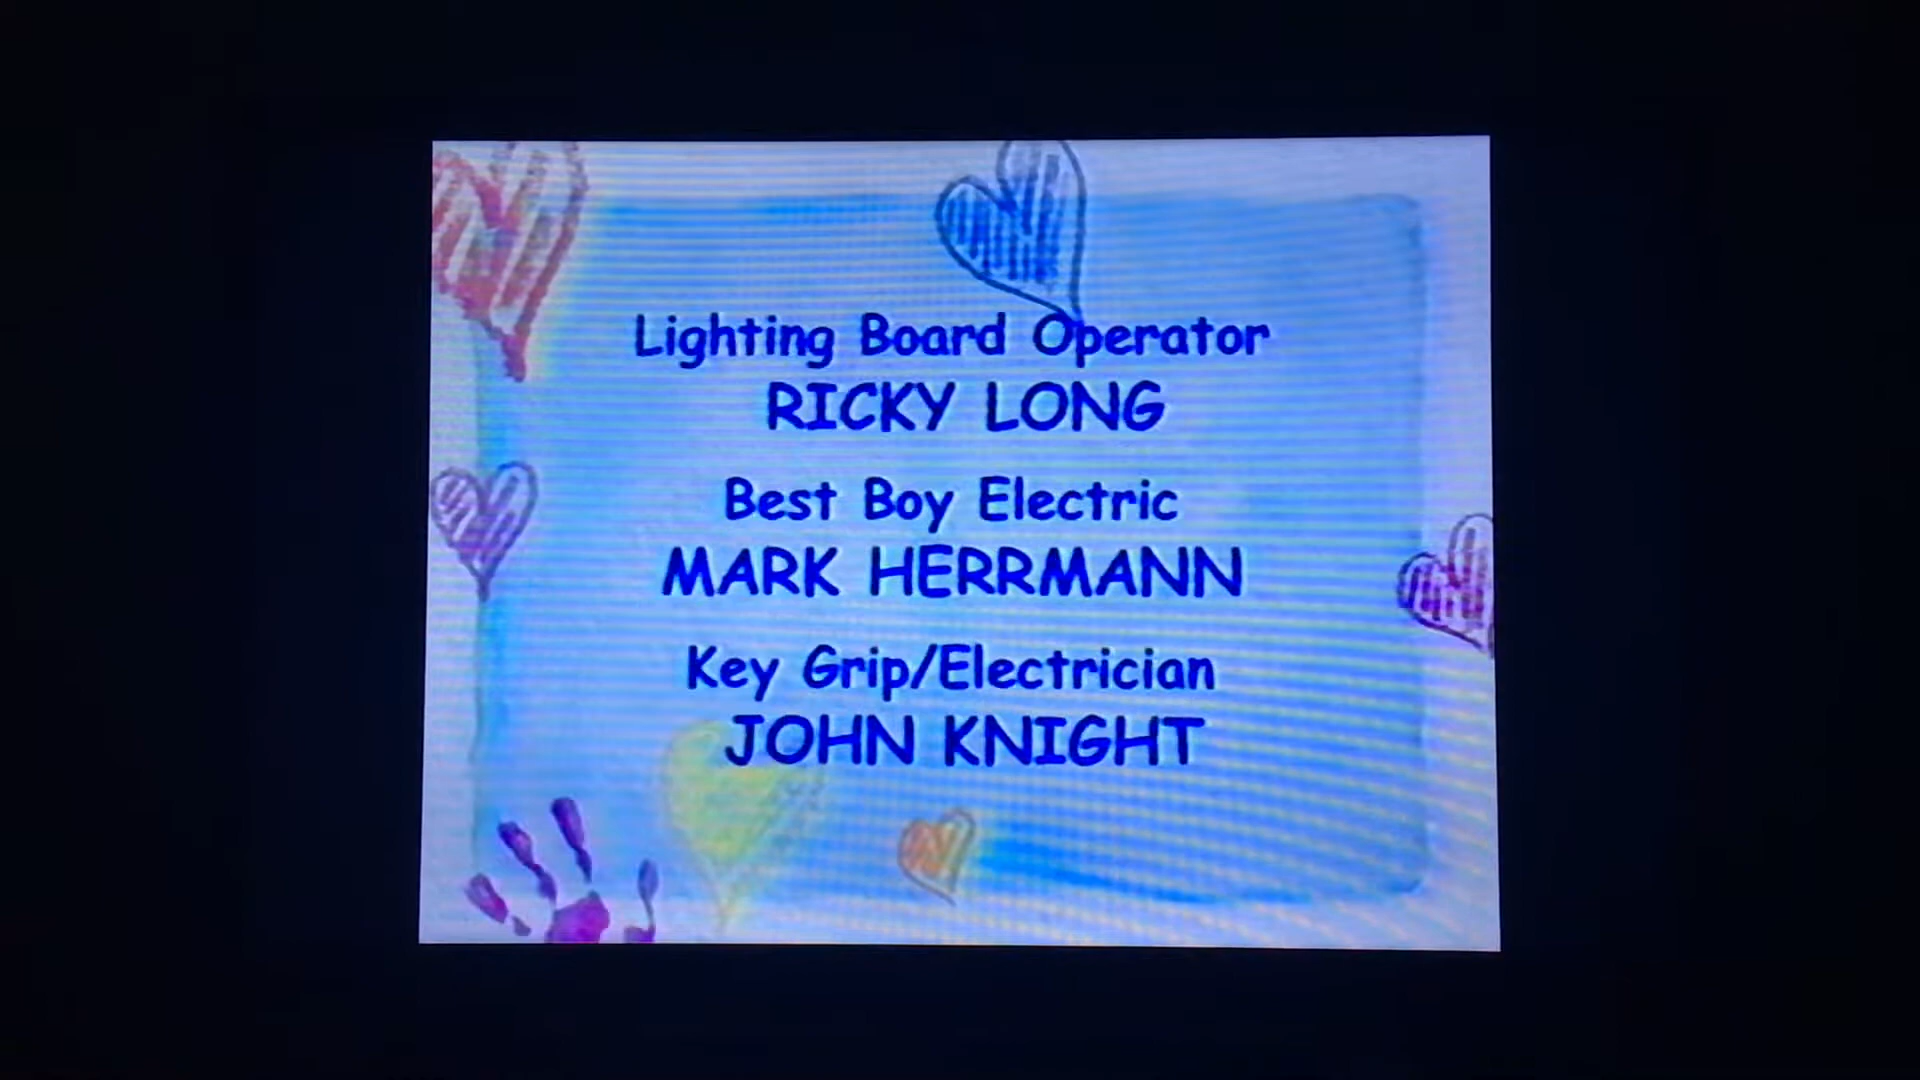 Lighting Board Operator
RICKY LONG
Best Boy Electric
MARK HERRMANN
Key Grip/Electrician
JOHN KNIGHT